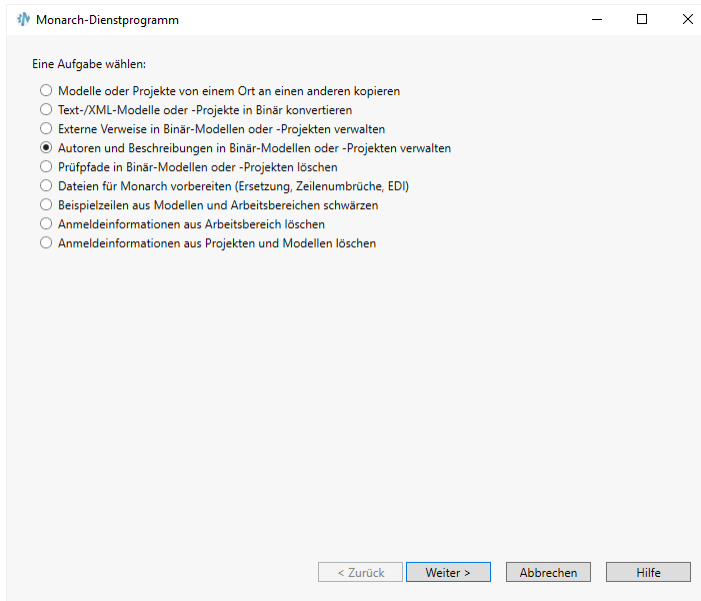 Monarch-Dienstprogramm
Eine Aufgabe wählen:
Modelle oder Projekte von einem Ort an einen anderen kopieren
Text-/XML-Modelle oder -Projekte in Binär konvertieren
Externe Verweise in Binär-Modellen oder -Projekten verwalten
Autoren und Beschreibungen in Binär-Modellen oder -Projekten verwalten
Prüfpfade in Binär-Modellen oder -Projekten löschen
Dateien für Monarch vorbereiten (Ersetzung, Zeilenumbrüche, EDI)
Beispielzeilen aus Modellen und Arbeitsbereichen schwärzen
Anmeldeinformationen aus Arbeitsbereich löschen
Anmeldeinformationen aus Projekten und Modellen löschen
< Zurück Weiter > Abbrechen Hilfe